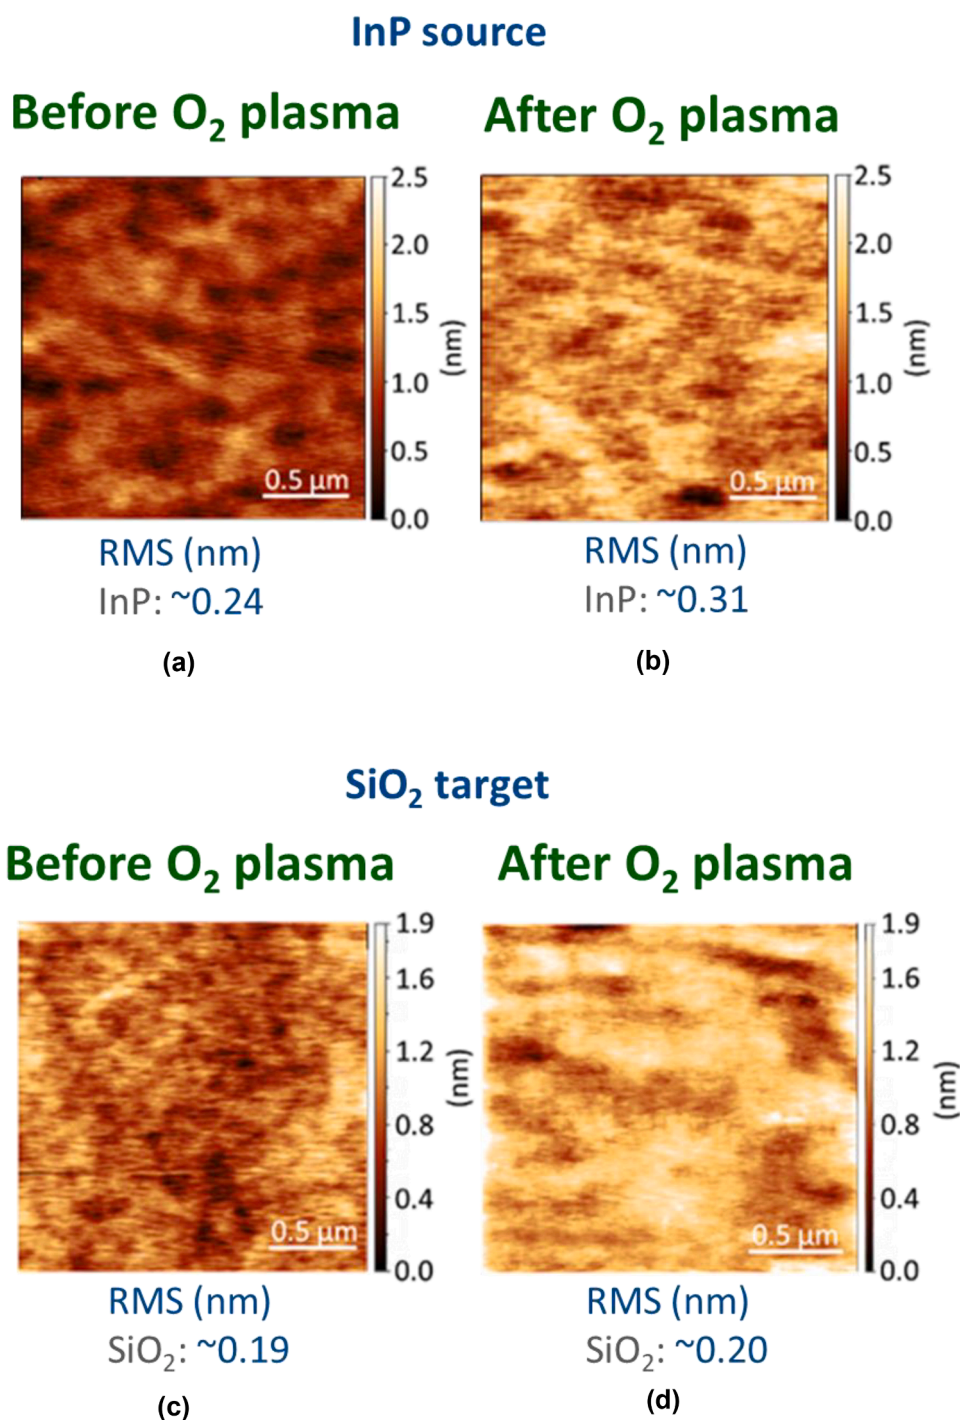 InP source
Before O₂ plasma
After O₂ plasma
2.5
2.0
1.5
1.0
0.5
0.0
(nm)
0.5 µm
2.5
2.0
1.5
1.0
0.5
0.0
(nm)
0.5 µm
RMS (nm)
InP: ~0.24
(a)
RMS (nm)
InP: ~0.31
(b)
SiO₂ target
Before O₂ plasma
After O₂ plasma
1.9
1.6
1.2
0.8
0.4
0.0
(nm)
0.5 µm
1.9
1.6
1.2
0.8
0.4
0.0
(nm)
0.5 µm
RMS (nm)
SiO₂: ~0.19
(c)
RMS (nm)
SiO₂: ~0.20
(d)